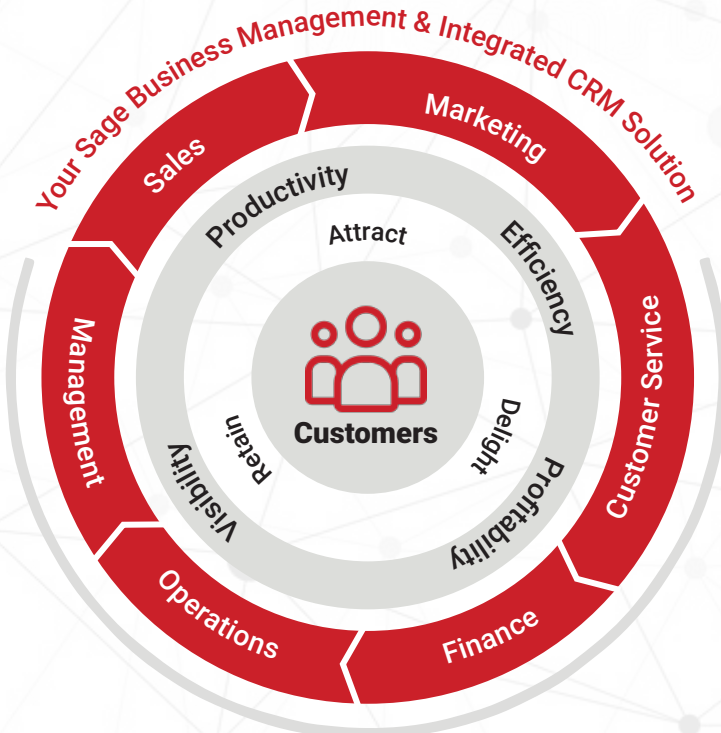 Your Sage Business Management & Integrated CRM Solution
Sales
Marketing
Customer Service
Finance
Operations
Management
Productivity
Efficiency
Profitability
Visibility
Attract
Delight
Retain
Customers